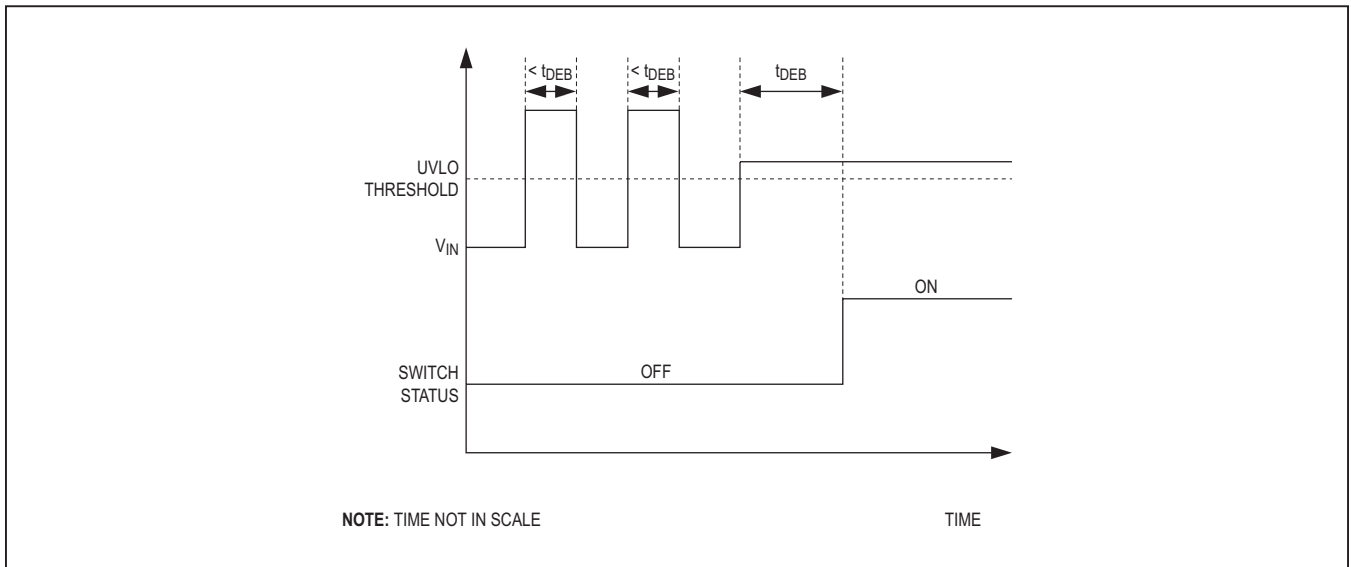 < tDEB
< tDEB
tDEB
UVLO
THRESHOLD
VIN
ON
SWITCH
STATUS
OFF
NOTE: TIME NOT IN SCALE
TIME